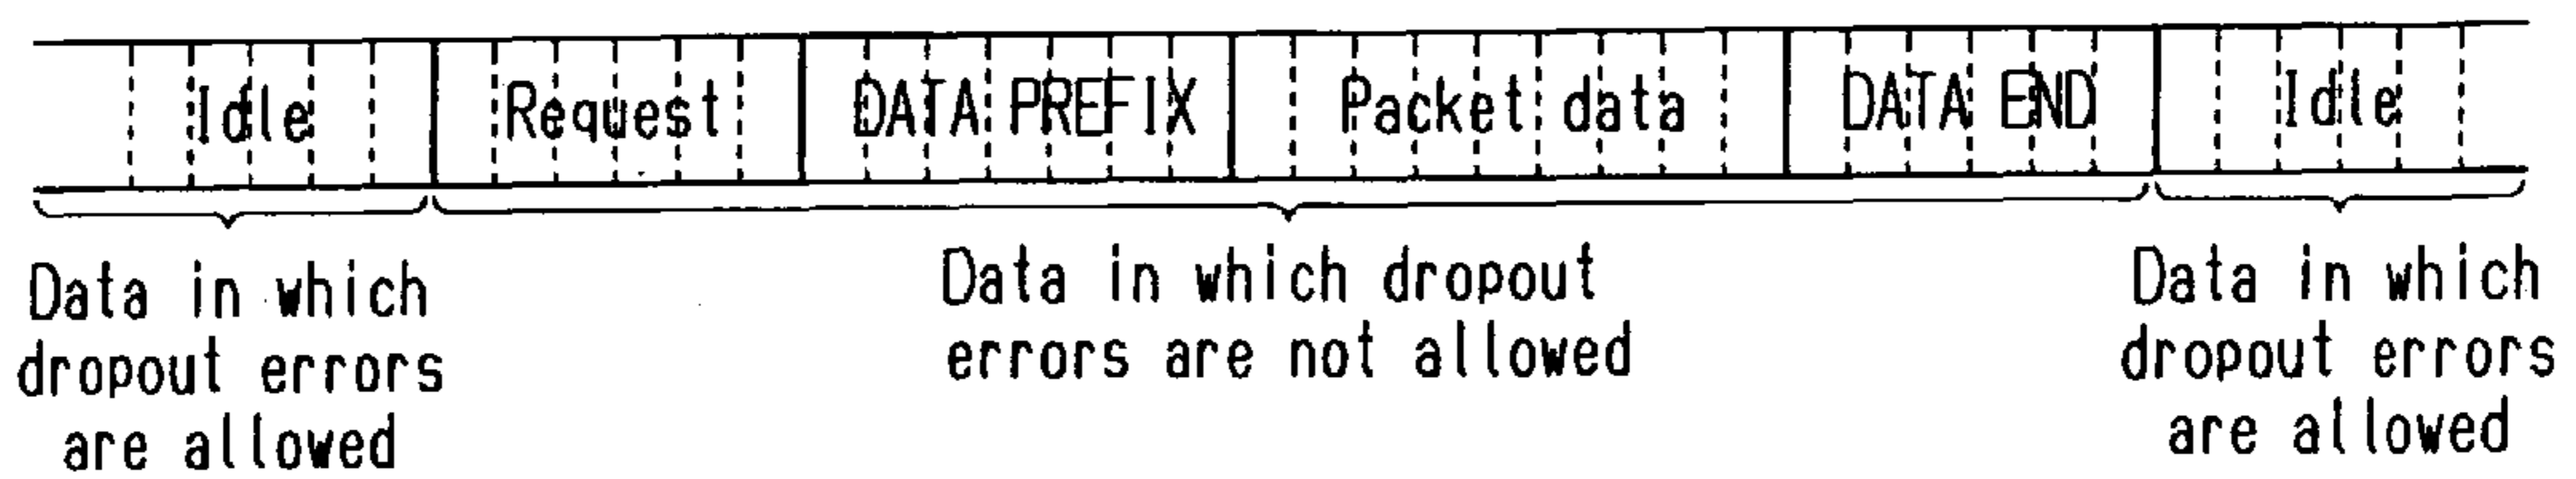 Idle Request DATA PREFIX Packet data DATA END Idle
Data in which
dropout errors
are allowed
Data in which dropout
errors are not allowed
Data in which
dropout errors
are allowed